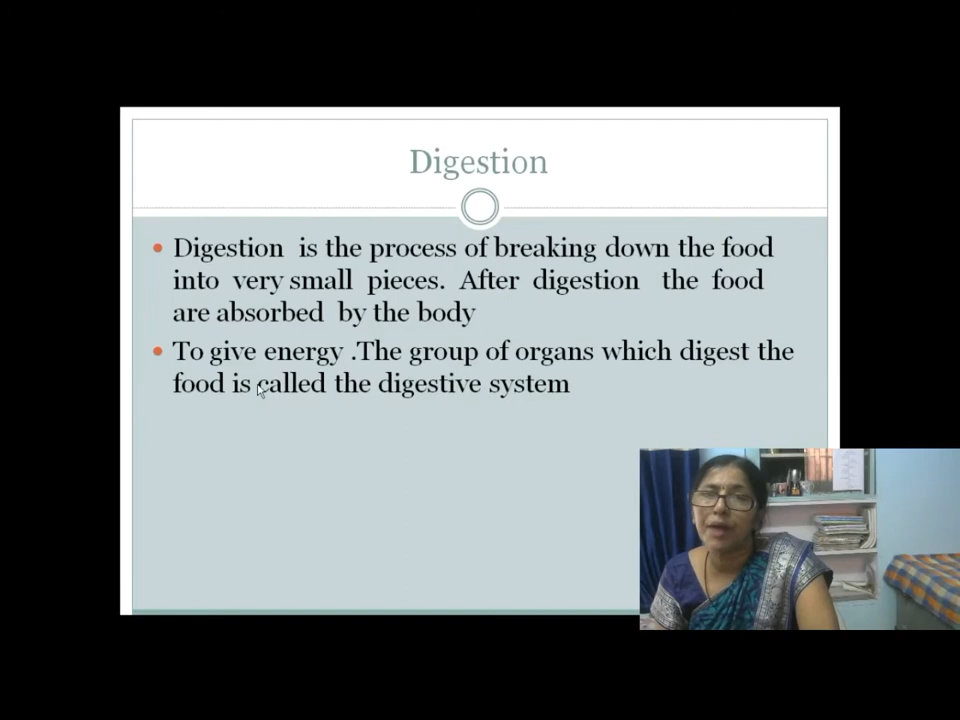 Digestion
Digestion is the process of breaking down the food
into very small pieces. After digestion the food
are absorbed by the body
To give energy .The group of organs which digest the
food is called the digestive system